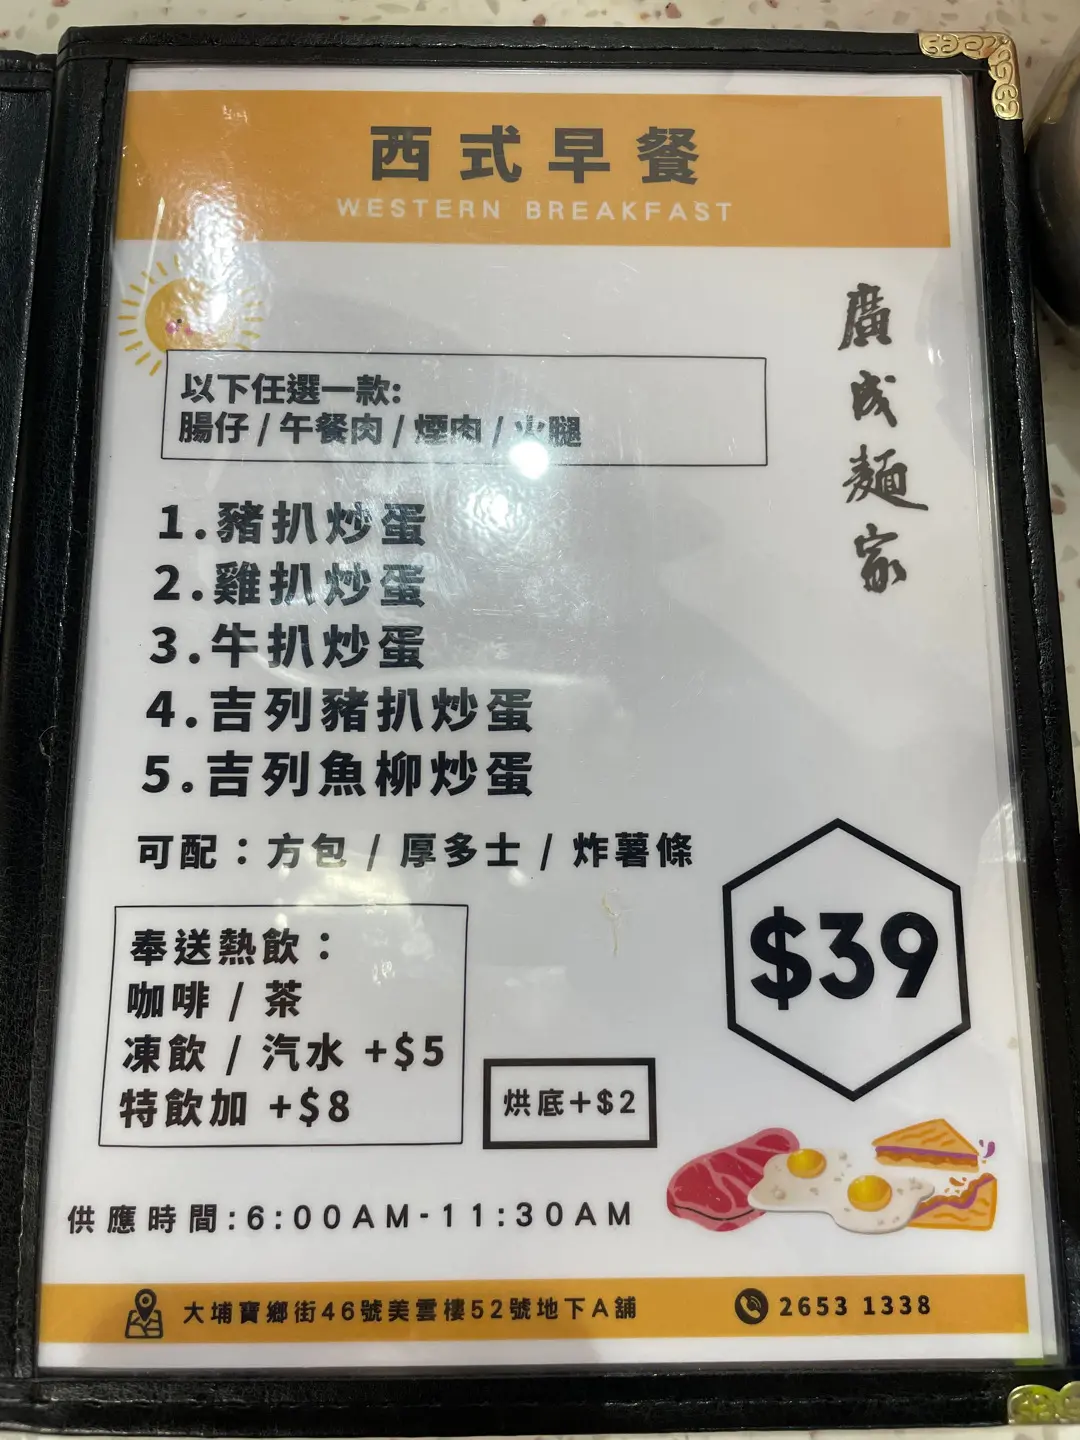 西式早餐
WESTERN BREAKFAST
廣成麵家
以下任選一款:
腸仔 / 午餐肉 / 煙肉 / 火腿
1.豬扒炒蛋
2.雞扒炒蛋
3.牛扒炒蛋
4.吉列豬扒炒蛋
5.吉列魚柳炒蛋
可配：方包 / 厚多士 / 炸薯條
$39
奉送熱飲：
咖啡 / 茶
凍飲 / 汽水 +$5
特飲加 +$8
烘底+$2
供應時間:6:00AM-11:30AM
大埔寶鄉街46號美雲樓52號地下A舖
2653 1338